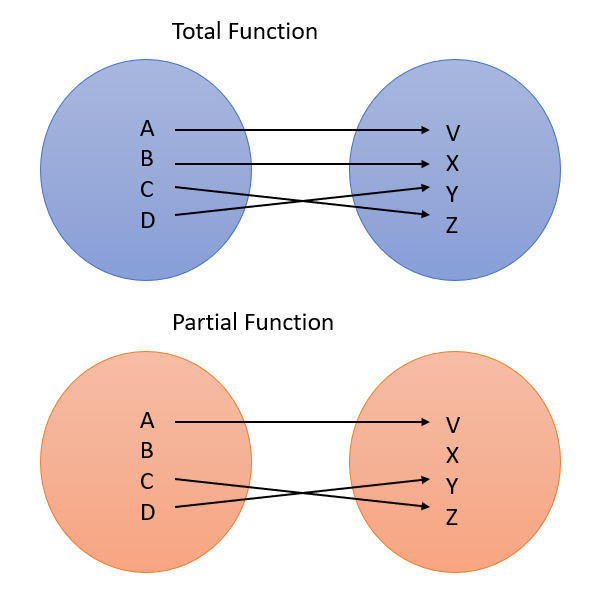 Total Function
A V
B X
C Y
D Z
Partial Function
A V
B X
C Y
D Z